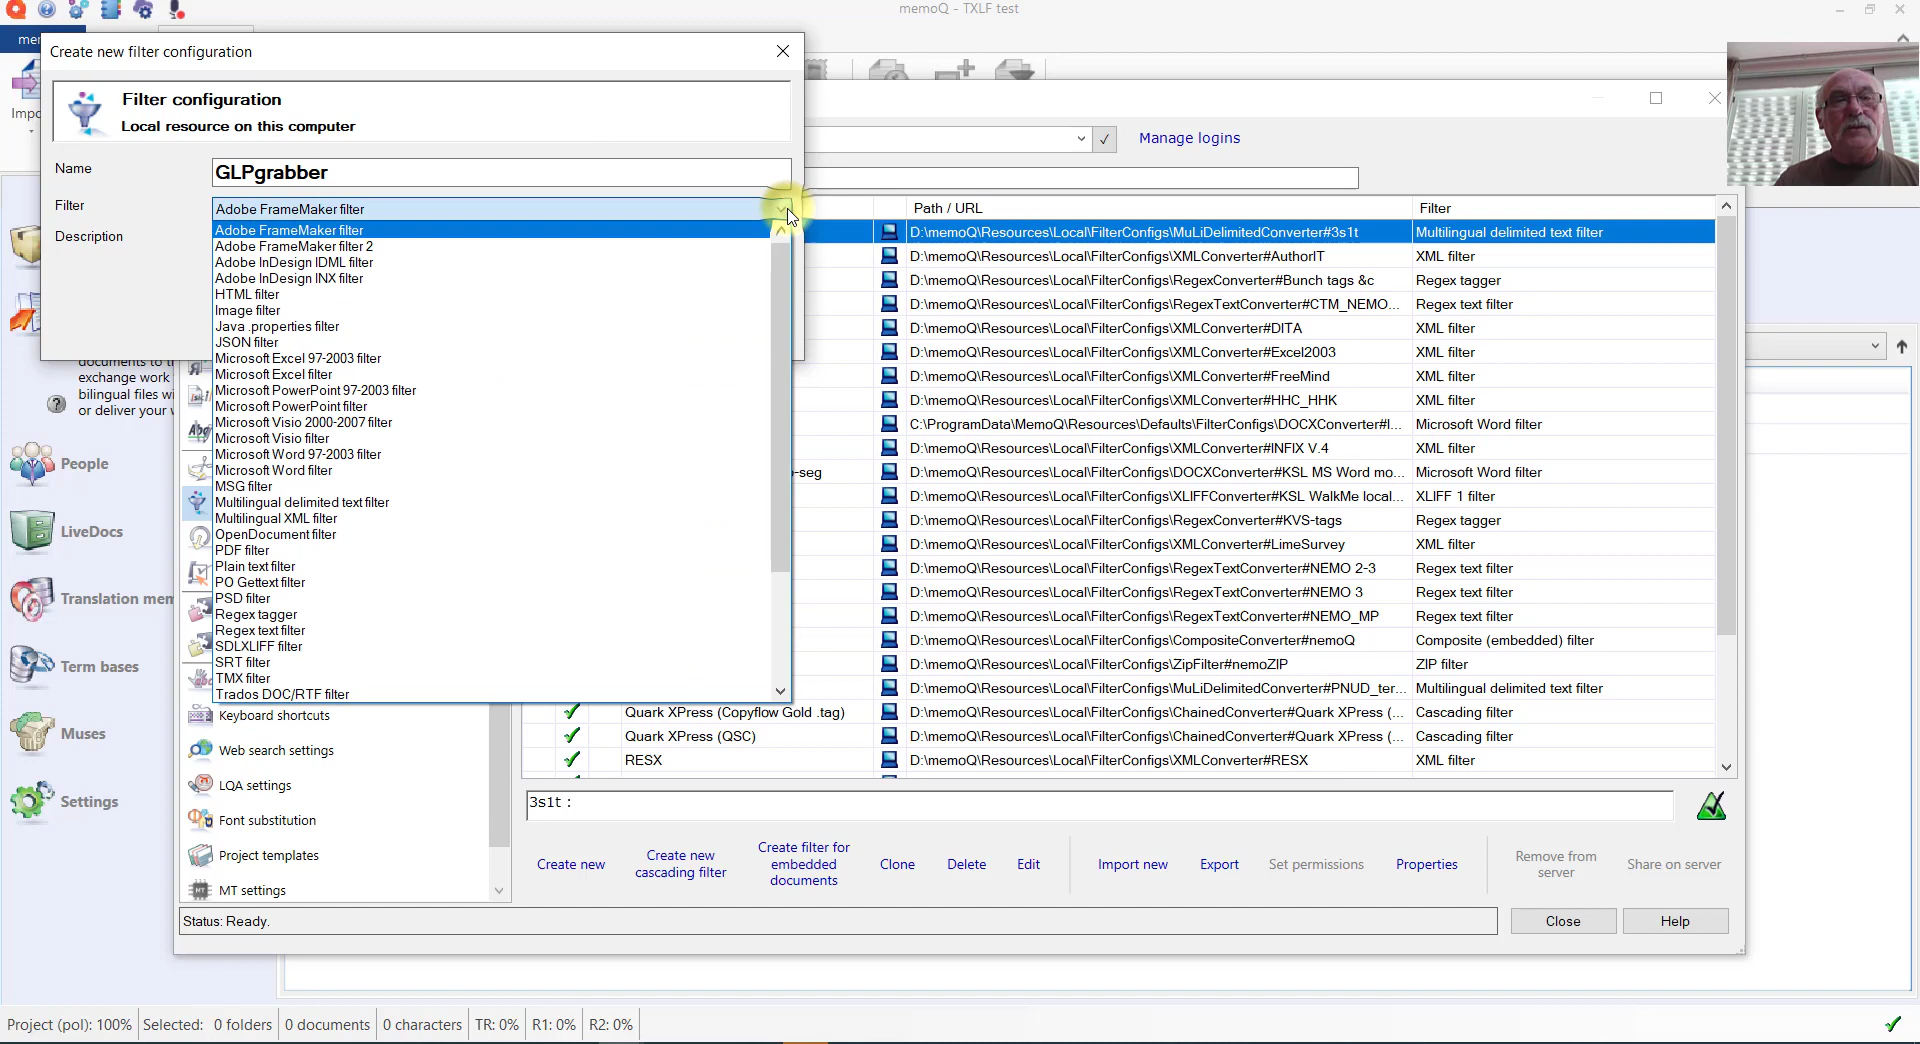 memoQ - TXLF test
Create new filter configuration
Filter configuration
Local resource on this computer
Name
GLPgrabber
Filter
Adobe FrameMaker filter
Description
Adobe FrameMaker filter
Adobe FrameMaker filter 2
Adobe InDesign IDML filter
Adobe InDesign INX filter
HTML filter
Image filter
Java .properties filter
JSON filter
Microsoft Excel 97-2003 filter
Microsoft Excel filter
Microsoft PowerPoint 97-2003 filter
Microsoft PowerPoint filter
Microsoft Visio 2000-2007 filter
Microsoft Visio filter
Microsoft Word 97-2003 filter
Microsoft Word filter
MSG filter
Multilingual delimited text filter
Multilingual XML filter
OpenDocument filter
PDF filter
Plain text filter
PO Gettext filter
PSD filter
Regex tagger
Regex text filter
SDLXLIFF filter
SRT filter
TMX filter
Trados DOC/RTF filter
Manage logins
Path / URL Filter
D:\memoQ\Resources\Local\FilterConfigs\MuLiDelimitedConverter#3s1t Multilingual delimited text filter
D:\memoQ\Resources\Local\FilterConfigs\XMLConverter#AuthorIT XML filter
D:\memoQ\Resources\Local\FilterConfigs\RegexConverter#Bunch tags &c Regex tagger
D:\memoQ\Resources\Local\FilterConfigs\RegexTextConverter#CTM_NEMO... Regex text filter
D:\memoQ\Resources\Local\FilterConfigs\XMLConverter#DITA XML filter
D:\memoQ\Resources\Local\FilterConfigs\XMLConverter#Excel2003 XML filter
D:\memoQ\Resources\Local\FilterConfigs\XMLConverter#FreeMind XML filter
D:\memoQ\Resources\Local\FilterConfigs\XMLConverter#HHC_HHK XML filter
C:\ProgramData\MemoQ\Resources\Defaults\FilterConfigs\DOCXConverter#I... Microsoft Word filter
D:\memoQ\Resources\Local\FilterConfigs\XMLConverter#INFIX V.4 XML filter
-seg D:\memoQ\Resources\Local\FilterConfigs\DOCXConverter#KSL MS Word mo... Microsoft Word filter
D:\memoQ\Resources\Local\FilterConfigs\XLIFFConverter#KSL WalkMe local... XLIFF 1 filter
D:\memoQ\Resources\Local\FilterConfigs\RegexConverter#KVS-tags Regex tagger
D:\memoQ\Resources\Local\FilterConfigs\XMLConverter#LimeSurvey XML filter
D:\memoQ\Resources\Local\FilterConfigs\RegexTextConverter#NEMO 2-3 Regex text filter
D:\memoQ\Resources\Local\FilterConfigs\RegexTextConverter#NEMO 3 Regex text filter
D:\memoQ\Resources\Local\FilterConfigs\RegexTextConverter#NEMO_MP Regex text filter
D:\memoQ\Resources\Local\FilterConfigs\CompositeConverter#nemoQ Composite (embedded) filter
D:\memoQ\Resources\Local\FilterConfigs\ZipFilter#nemoZIP ZIP filter
D:\memoQ\Resources\Local\FilterConfigs\MuLiDelimitedConverter#PNUD_ter... Multilingual delimited text filter
Quark XPress (Copyflow Gold .tag) D:\memoQ\Resources\Local\FilterConfigs\ChainedConverter#Quark XPress (... Cascading filter
Quark XPress (QSC) D:\memoQ\Resources\Local\FilterConfigs\ChainedConverter#Quark XPress (... Cascading filter
RESX D:\memoQ\Resources\Local\FilterConfigs\XMLConverter#RESX XML filter
3s1t :
Create new
Create new cascading filter
Create filter for embedded documents
Clone
Delete
Edit
Import new
Export
Set permissions
Properties
Remove from server
Share on server
Status: Ready.
Close
Help
exchange work
bilingual files wi
or deliver your
People
LiveDocs
Translation mem
Term bases
Muses
Settings
Keyboard shortcuts
Web search settings
LQA settings
Font substitution
Project templates
MT settings
Project (pol): 100% Selected: 0 folders 0 documents 0 characters TR: 0% R1: 0% R2: 0%